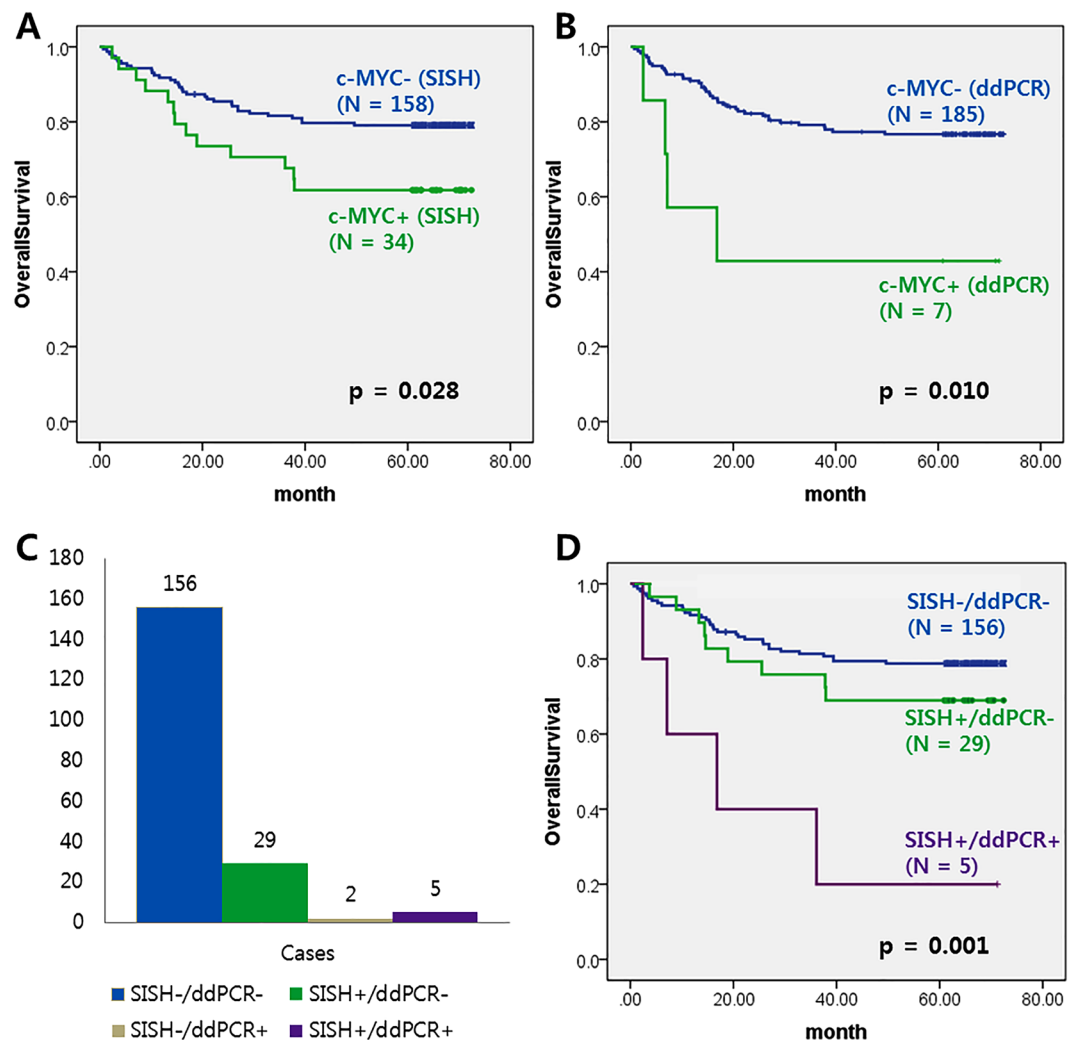 A
1.0
0.8
0.6
0.4
0.2
0.0
OverallSurvival
c-MYC- (SISH)
(N = 158)
c-MYC+ (SISH)
(N = 34)
p = 0.028
.00 20.00 40.00 60.00 80.00
month
B
1.0
0.8
0.6
0.4
0.2
0.0
OverallSurvival
c-MYC- (ddPCR)
(N = 185)
c-MYC+ (ddPCR)
(N = 7)
p = 0.010
.00 20.00 40.00 60.00 80.00
month
C
180
160
140
120
100
80
60
40
20
0
156
29
2
5
Cases
SISH-/ddPCR- SISH+/ddPCR-
SISH-/ddPCR+ SISH+/ddPCR+
D
1.0
0.8
0.6
0.4
0.2
0.0
OverallSurvival
SISH-/ddPCR-
(N = 156)
SISH+/ddPCR-
(N = 29)
SISH+/ddPCR+
(N = 5)
p = 0.001
.00 20.00 40.00 60.00 80.00
month